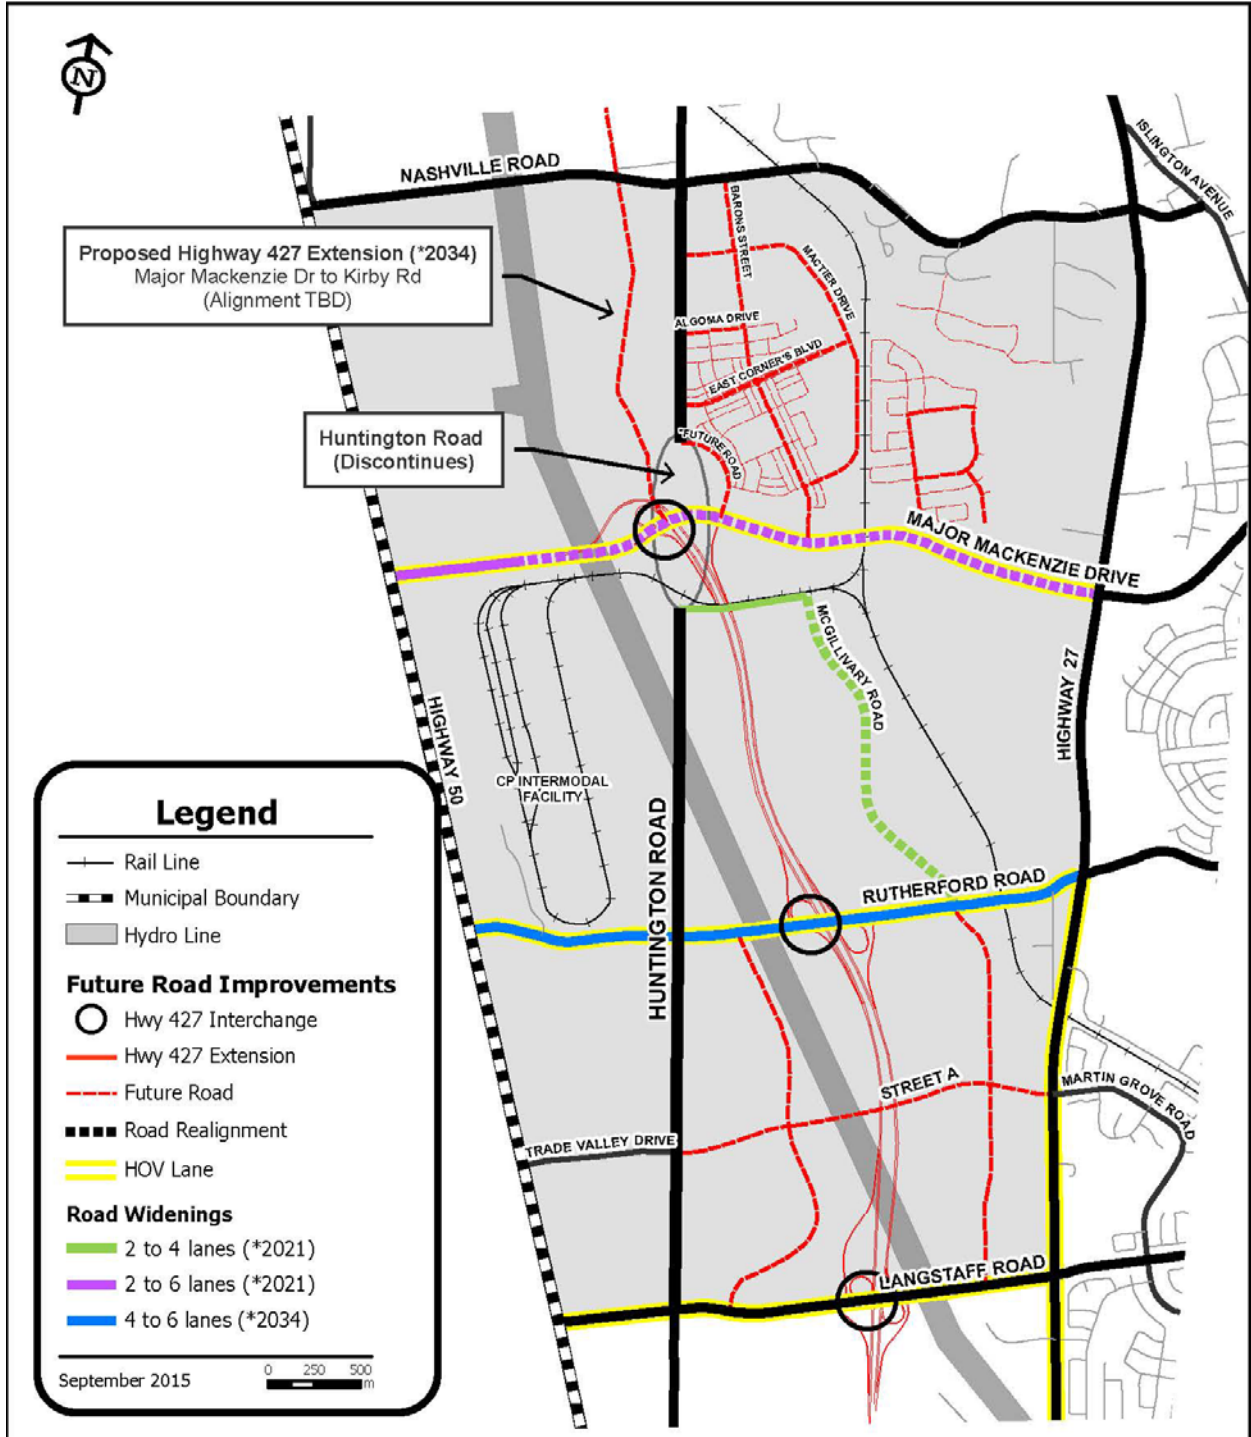 N
NASHVILLE ROAD
ISLINGTON AVENUE
BARONS STREET
MACTIER DRIVE
Proposed Highway 427 Extension (*2034)
Major Mackenzie Dr to Kirby Rd
(Alignment TBD)
ALGOMA DRIVE
EAST CORNER'S BLVD
Huntington Road
(Discontinues)
*FUTURE ROAD
MAJOR MACKENZIE DRIVE
MCGILLIVARY ROAD
HIGHWAY 27
HIGHWAY 50
CP INTERMODAL
FACILITY
HUNTINGTON ROAD
RUTHERFORD ROAD
STREET A
MARTIN GROVE ROAD
TRADE VALLEY DRIVE
LANGSTAFF ROAD
Legend
Rail Line
Municipal Boundary
Hydro Line
Future Road Improvements
Hwy 427 Interchange
Hwy 427 Extension
Future Road
Road Realignment
HOV Lane
Road Widenings
2 to 4 lanes (*2021)
2 to 6 lanes (*2021)
4 to 6 lanes (*2034)
September 2015
0 250 500
m